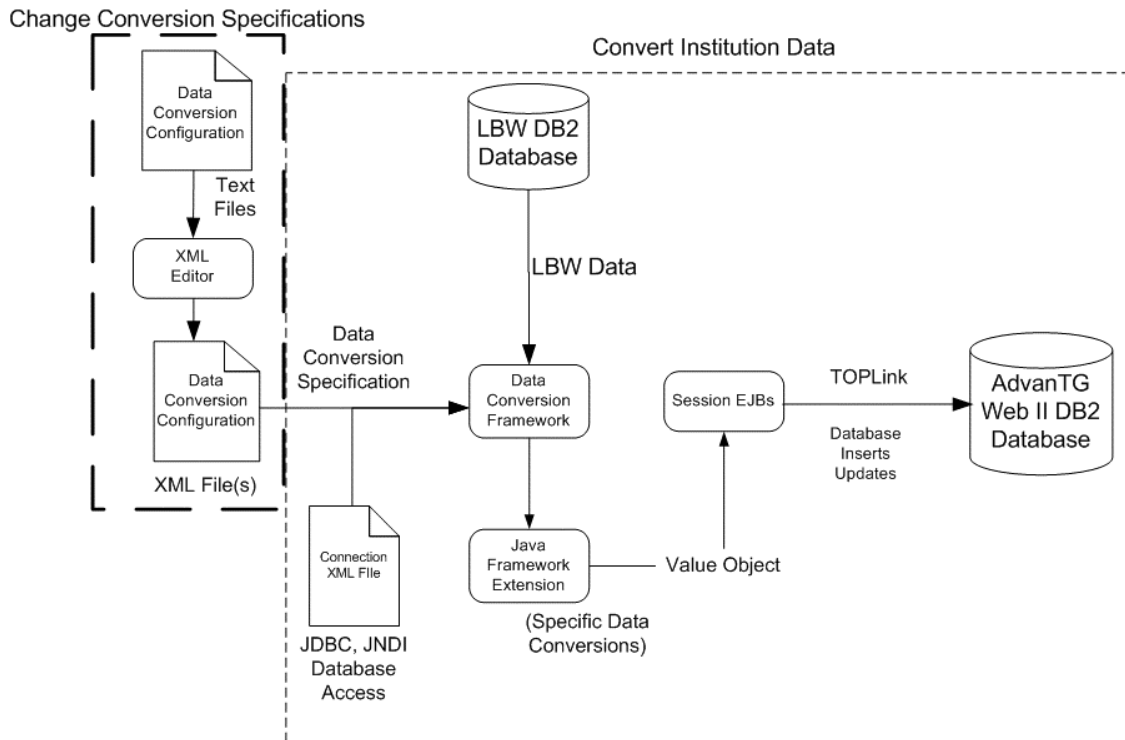 Change Conversion Specifications
Convert Institution Data
Data
Conversion
Configuration
Text
Files
XML
Editor
Data
Conversion
Configuration
XML File(s)
LBW DB2
Database
LBW Data
Data
Conversion
Specification
Data
Conversion
Framework
Connection
XML FIle
JDBC, JNDI
Database
Access
Java
Framework
Extension
(Specific Data
Conversions)
Value Object
Session EJBs
TOPLink
Database
Inserts
Updates
AdvanTG
Web II DB2
Database